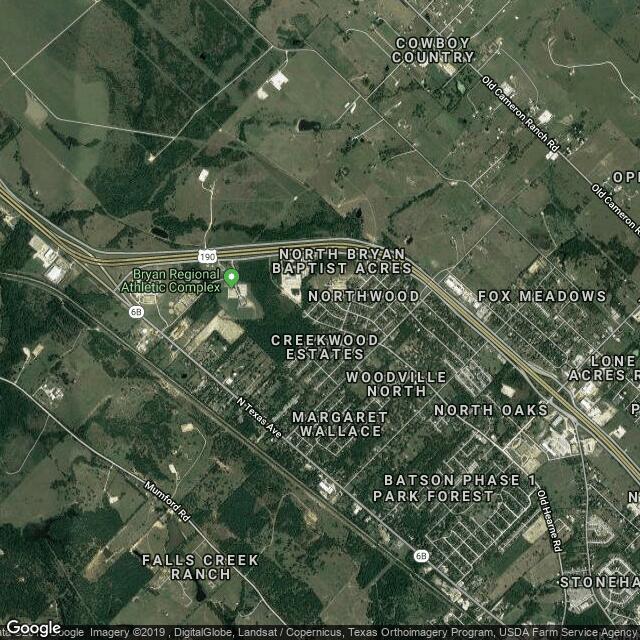 COWBOY
COUNTRY
Old Cameron Ranch Rd
OPE
Old Cameron R
190
NORTH BRYAN
BAPTIST ACRES
Bryan Regional
Athletic Complex
NORTHWOOD
FOX MEADOWS
6B
CREEKWOOD
ESTATES
LONE
ACRES R
WOODVILLE
NORTH
N Texas Ave
MARGARET
WALLACE
NORTH OAKS
P
BATSON PHASE 1
PARK FOREST
Mumford Rd
Old Hearne Rd
N
6B
FALLS CREEK
RANCH
STONEHA
Google
Google Imagery ©2019 , DigitalGlobe, Landsat / Copernicus, Texas Orthoimagery Program, USDA Farm Service Agency